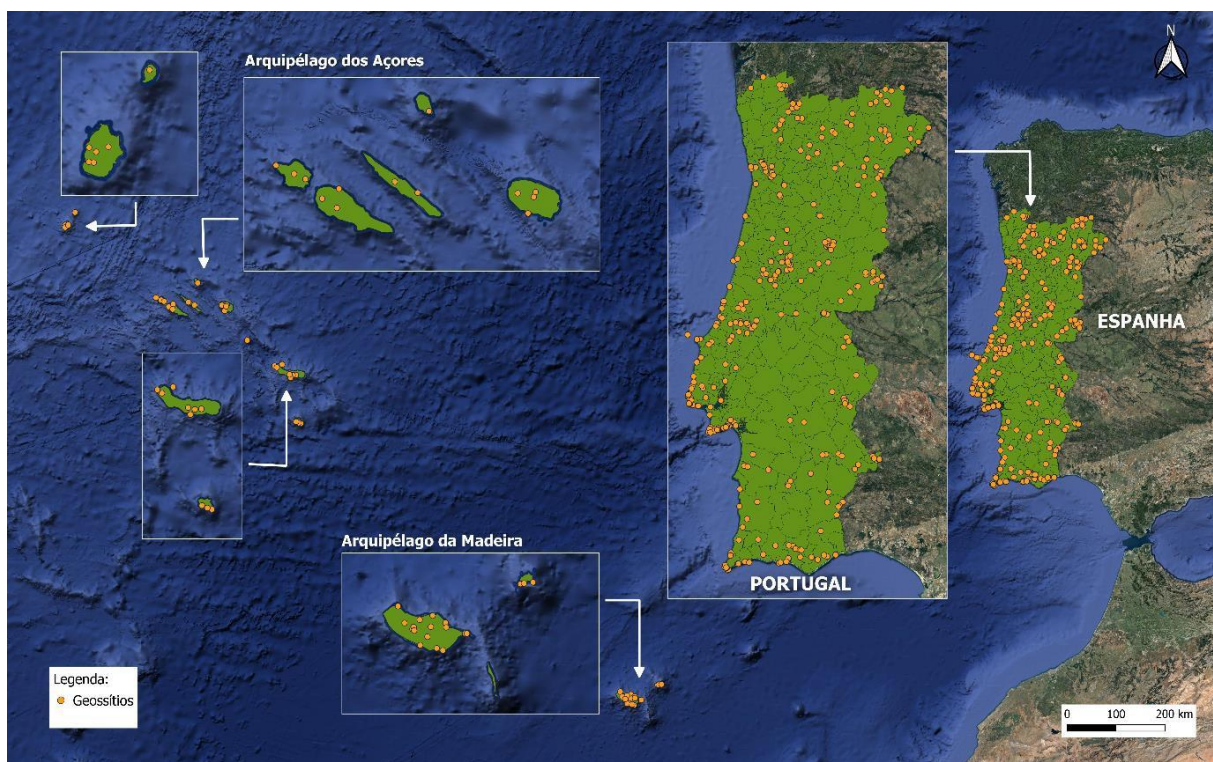 Arquipélago dos Açores
N
ESPANHA
Arquipélago da Madeira
PORTUGAL
Legenda:
Geossítios
0 100 200 km